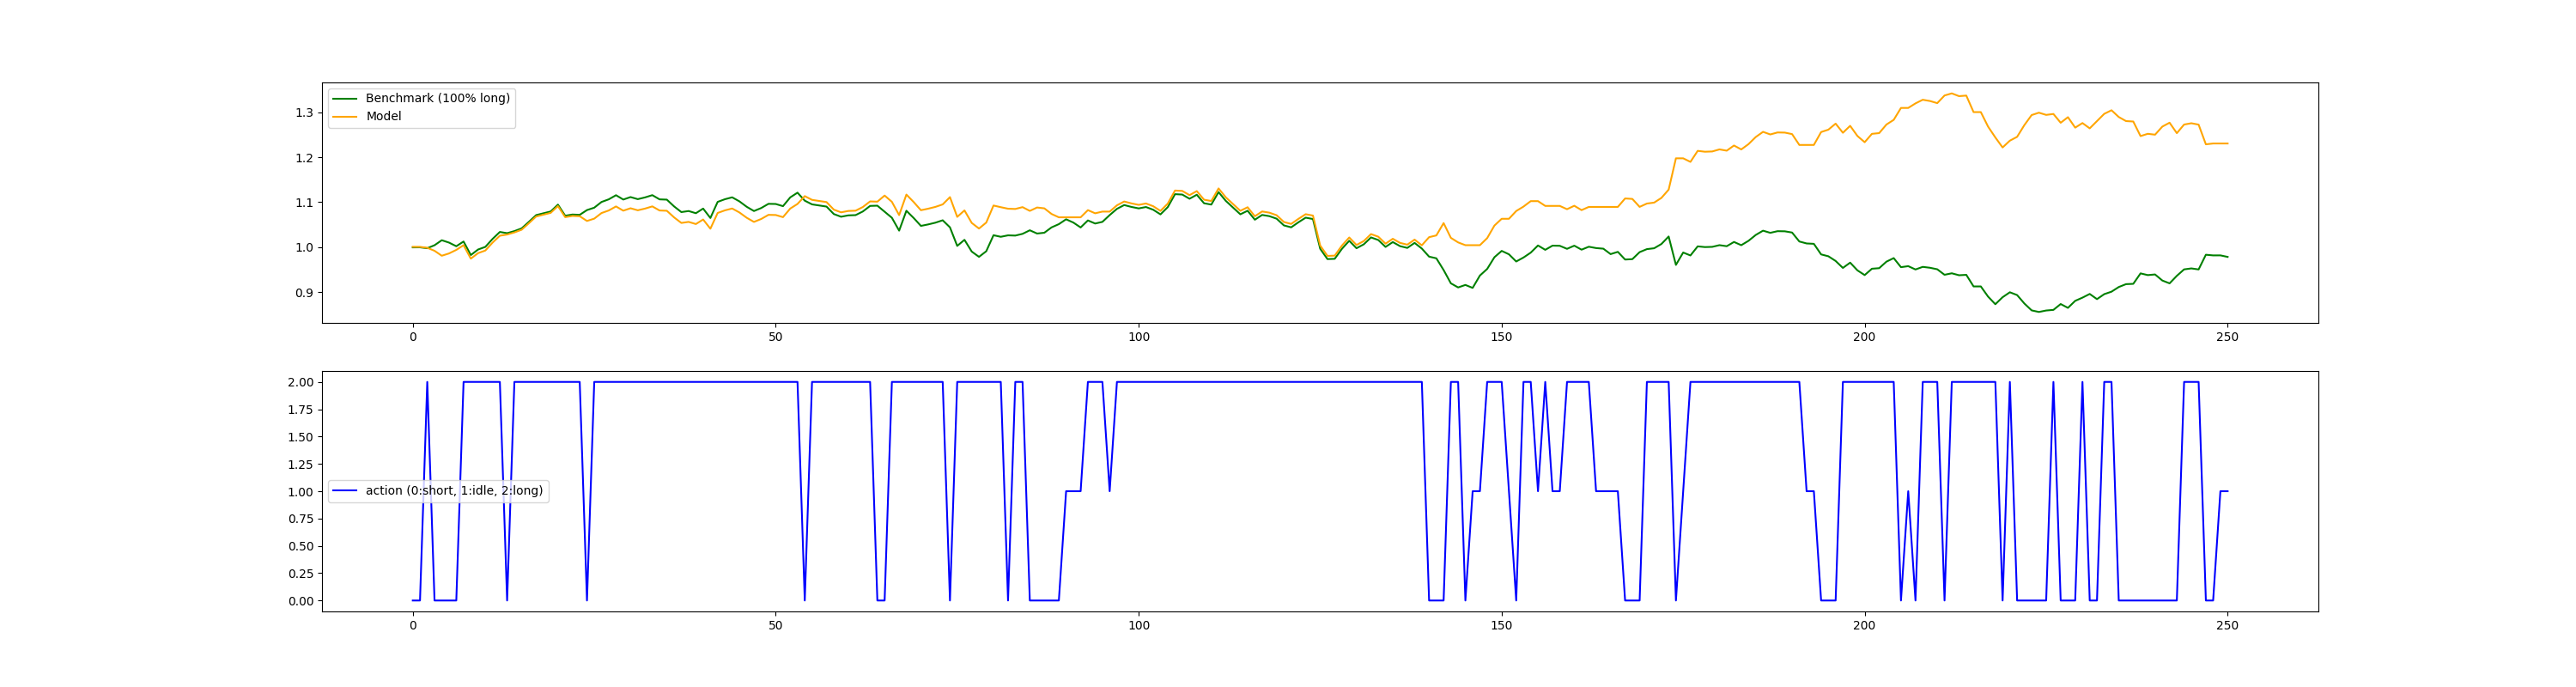 Benchmark (100% long)
Model
1.3
1.2
1.1
1.0
0.9
0 50 100 150 200 250
action (0:short, 1:idle, 2:long)
2.00
1.75
1.50
1.25
1.00
0.75
0.50
0.25
0.00
0 50 100 150 200 250